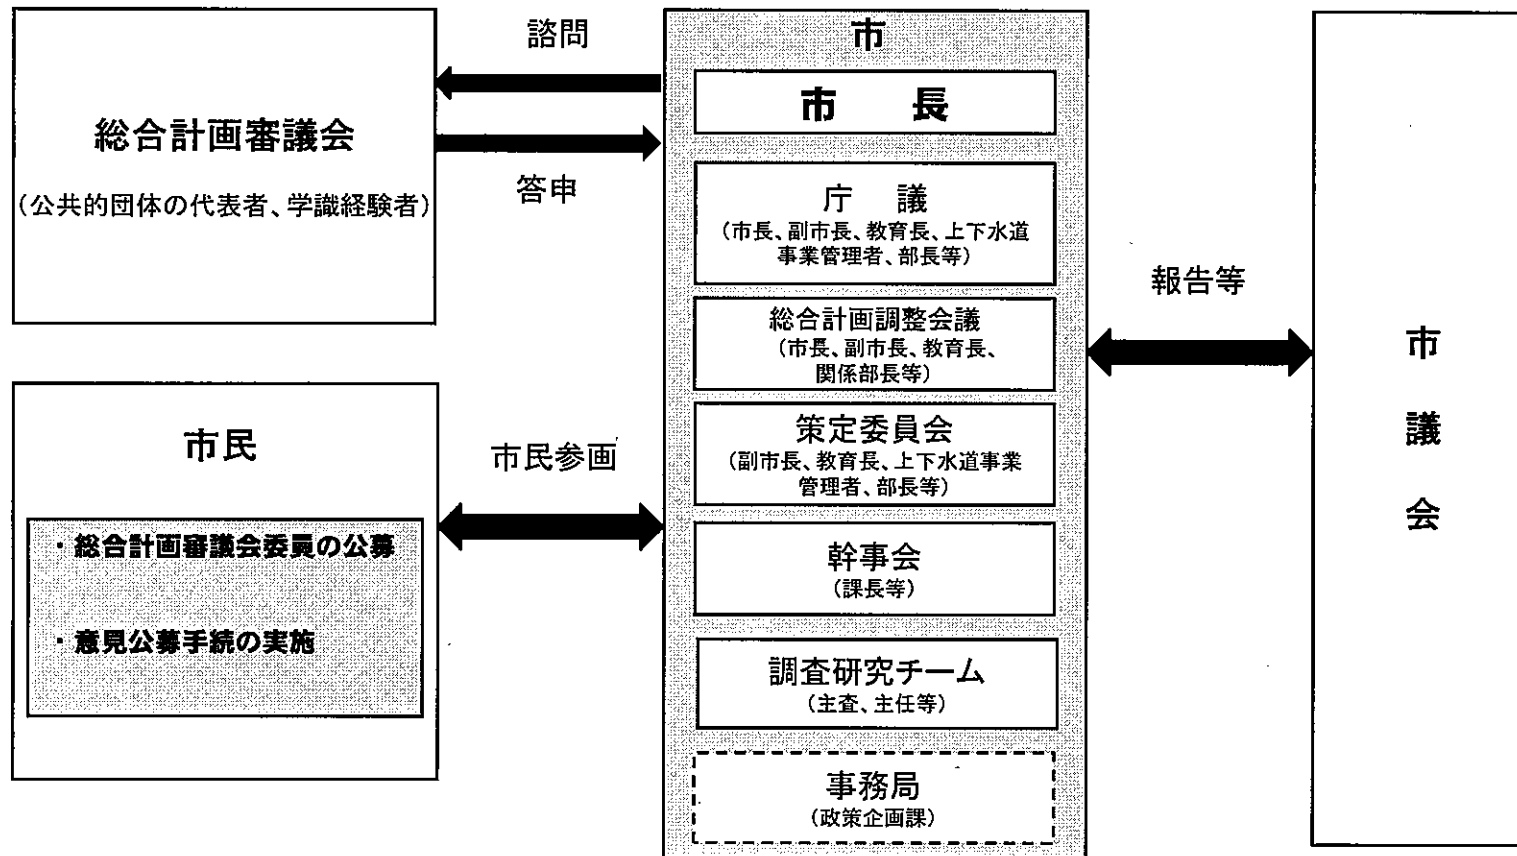 諮問
総合計画審議会
(公共的団体の代表者、学識経験者)
答申
市民
・総合計画審議会委員の公募
・意見公募手続の実施
市民参画
市
市 長
庁 議
(市長、副市長、教育長、上下水道
事業管理者、部長等)
総合計画調整会議
(市長、副市長、教育長、
関係部長等)
策定委員会
(副市長、教育長、上下水道事業
管理者、部長等)
幹事会
(課長等)
調査研究チーム
(主査、主任等)
事務局
(政策企画課)
報告等
市議会